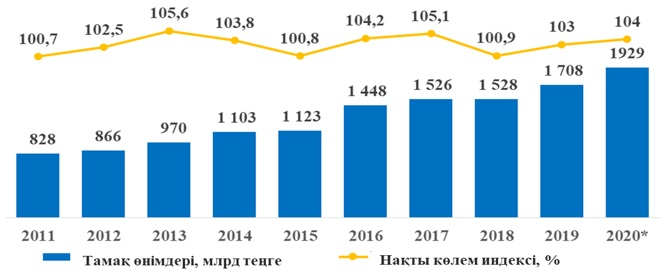 100,7 102,5 105,6 103,8 100,8 104,2 105,1 100,9 103 104
828 866 970 1 103 1 123 1 448 1 526 1 528 1 708 1929
2011 2012 2013 2014 2015 2016 2017 2018 2019 2020*
Тамақ өнімдері, млрд теңге Нақты көлем индексі, %